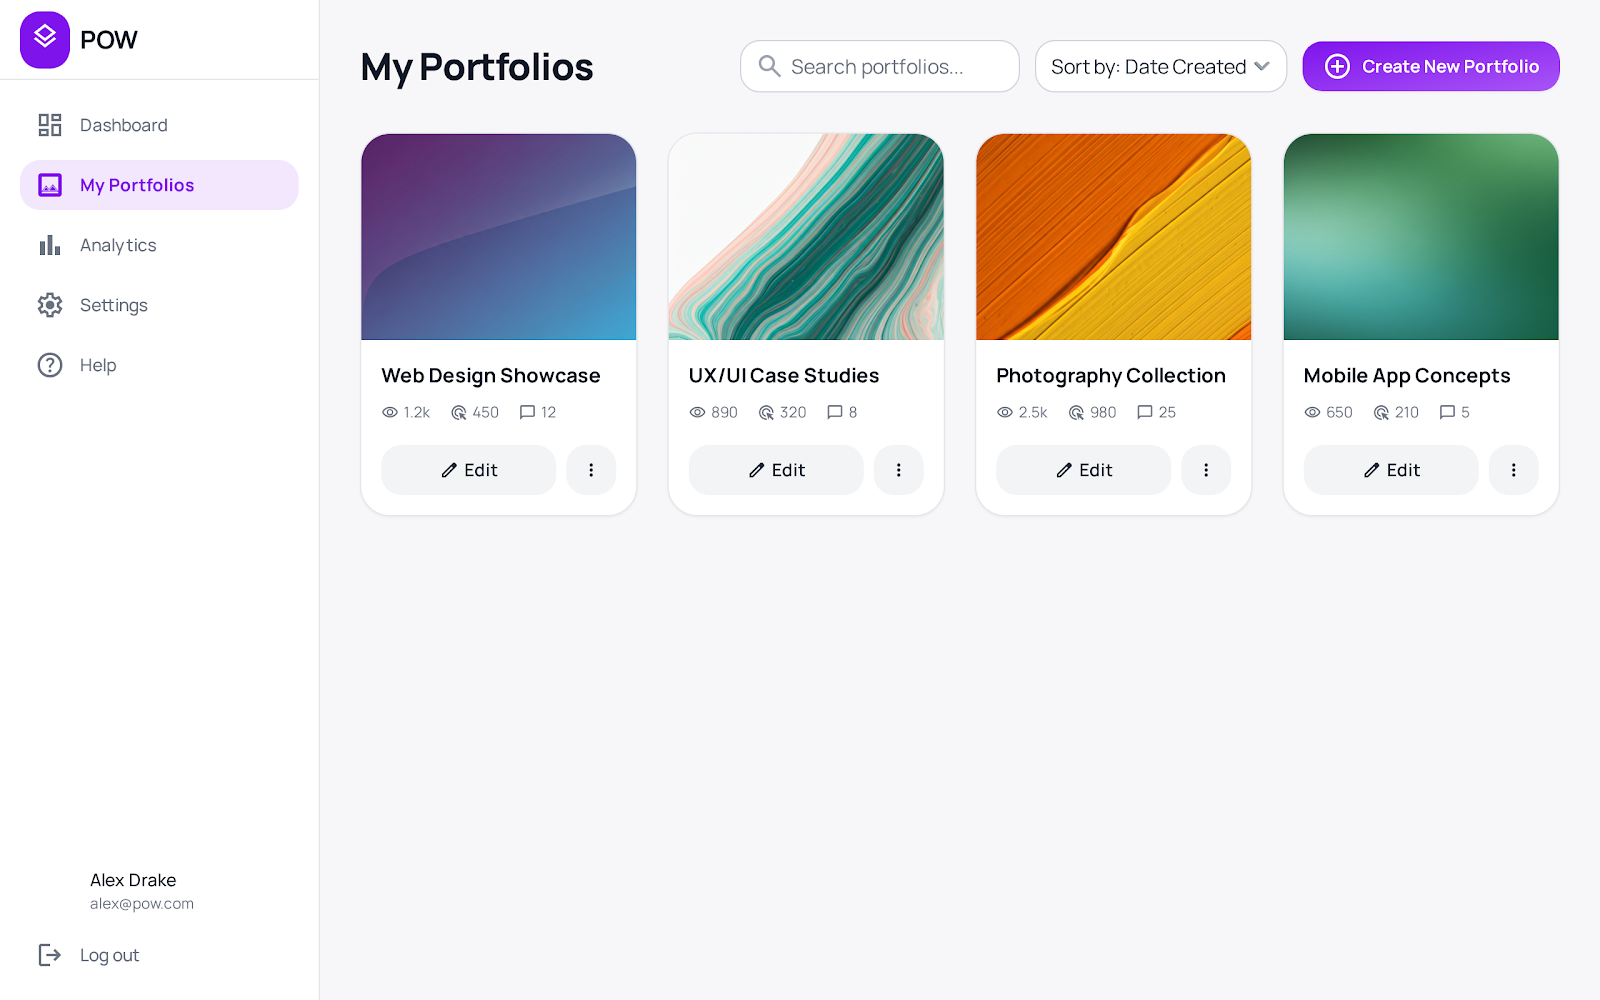 POW
Dashboard
My Portfolios
Analytics
Settings
Help
Alex Drake
alex@pow.com
Log out
My Portfolios
Search portfolios...
Sort by: Date Created
Create New Portfolio
Web Design Showcase
1.2k 450 12
Edit
UX/UI Case Studies
890 320 8
Edit
Photography Collection
2.5k 980 25
Edit
Mobile App Concepts
650 210 5
Edit